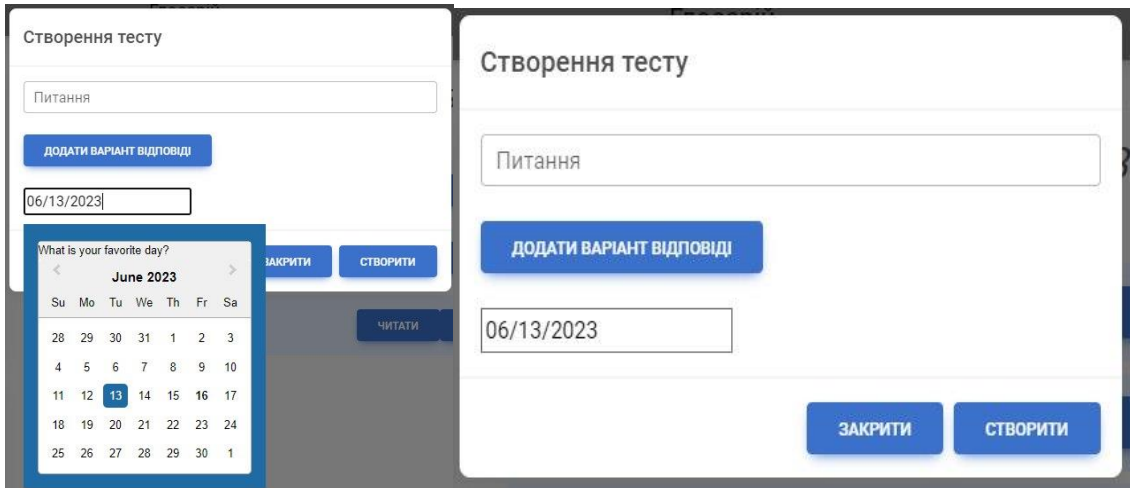 Створення тесту
Питання
ДОДАТИ ВАРІАНТ ВІДПОВІДІ
06/13/2023
What is your favorite day?
ЗАКРИТИ СТВОРИТИ
June 2023
Su Mo Tu We Th Fr Sa
28 29 30 31 1 2 3
4 5 6 7 8 9 10
11 12 13 14 15 16 17
18 19 20 21 22 23 24
25 26 27 28 29 30 1
ЧИТАТИ
Створення тесту
Питання
ДОДАТИ ВАРІАНТ ВІДПОВІДІ
06/13/2023
ЗАКРИТИ СТВОРИТИ